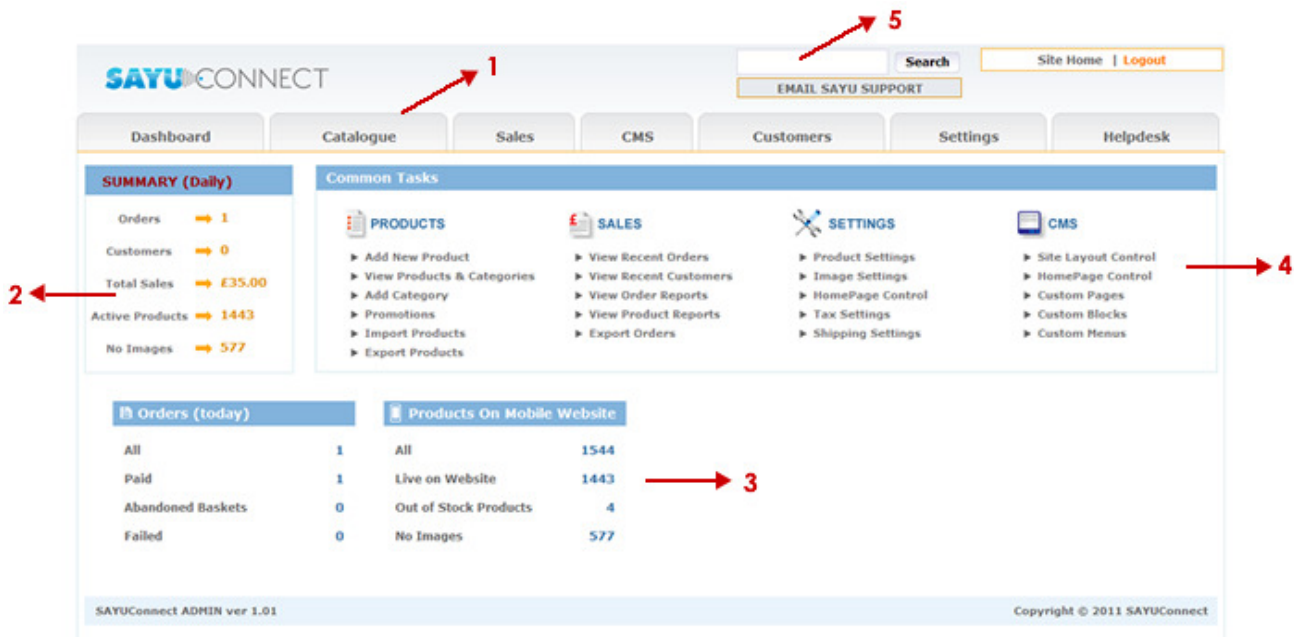 5
SAYU CONNECT
1
Search
Site Home | Logout
EMAIL SAYU SUPPORT
Dashboard
Catalogue
Sales
CMS
Customers
Settings
Helpdesk
SUMMARY (Daily)
Orders 1
Customers 0
Total Sales £35.00
Active Products 1443
No Images 577
2
Common Tasks
PRODUCTS
Add New Product
View Products & Categories
Add Category
Promotions
Import Products
Export Products
£ SALES
View Recent Orders
View Recent Customers
View Order Reports
View Product Reports
Export Orders
SETTINGS
Product Settings
Image Settings
HomePage Control
Tax Settings
Shipping Settings
CMS
Site Layout Control
HomePage Control
Custom Pages
Custom Blocks
Custom Menus
4
Orders (today)
All 1
Paid 1
Abandoned Baskets 0
Failed 0
Products On Mobile Website
All 1544
Live on Website 1443
Out of Stock Products 4
No Images 577
3
SAYUConnect ADMIN ver 1.01
Copyright © 2011 SAYUConnect